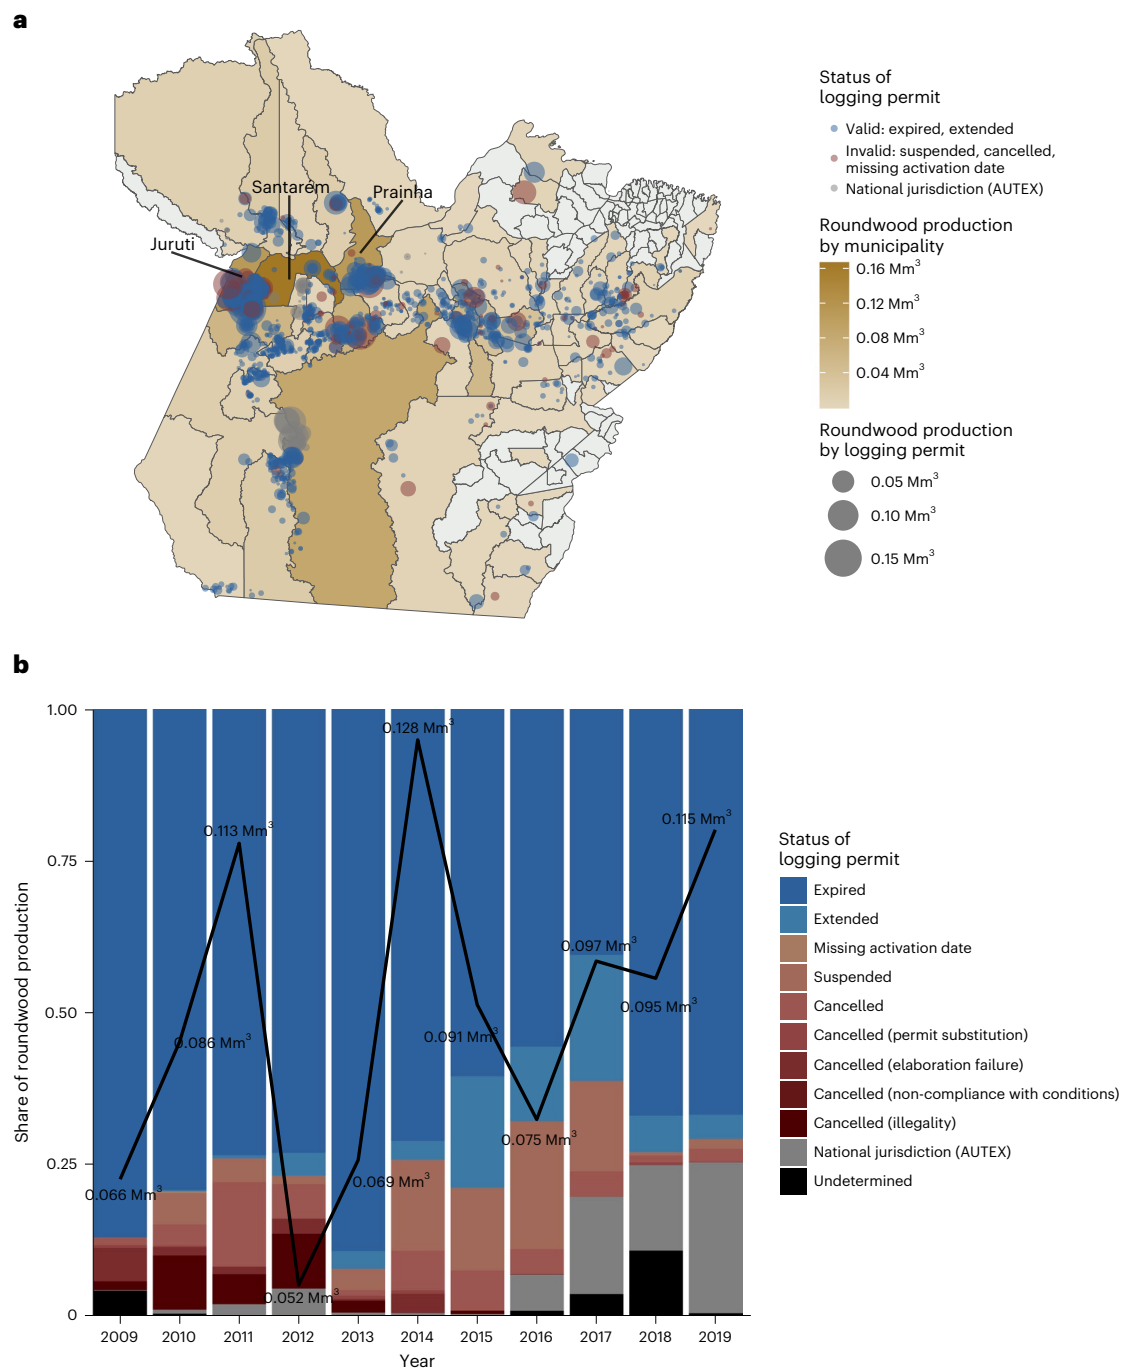 a
Status of
logging permit
Valid: expired, extended
Invalid: suspended, cancelled,
missing activation date
National jurisdiction (AUTEX)
Santarém
Prainha
Juruti
Roundwood production
by municipality
0.16 Mm³
0.12 Mm³
0.08 Mm³
0.04 Mm³
Roundwood production
by logging permit
0.05 Mm³
0.10 Mm³
0.15 Mm³
b
Share of roundwood production
1.00
0.75
0.50
0.25
0
0.066 Mm³
0.086 Mm³
0.113 Mm³
0.052 Mm³
0.069 Mm³
0.128 Mm³
0.091 Mm³
0.075 Mm³
0.097 Mm³
0.095 Mm³
0.115 Mm³
2009
2010
2011
2012
2013
2014
2015
2016
2017
2018
2019
Year
Status of
logging permit
Expired
Extended
Missing activation date
Suspended
Cancelled
Cancelled (permit substitution)
Cancelled (elaboration failure)
Cancelled (non-compliance with conditions)
Cancelled (illegality)
National jurisdiction (AUTEX)
Undetermined